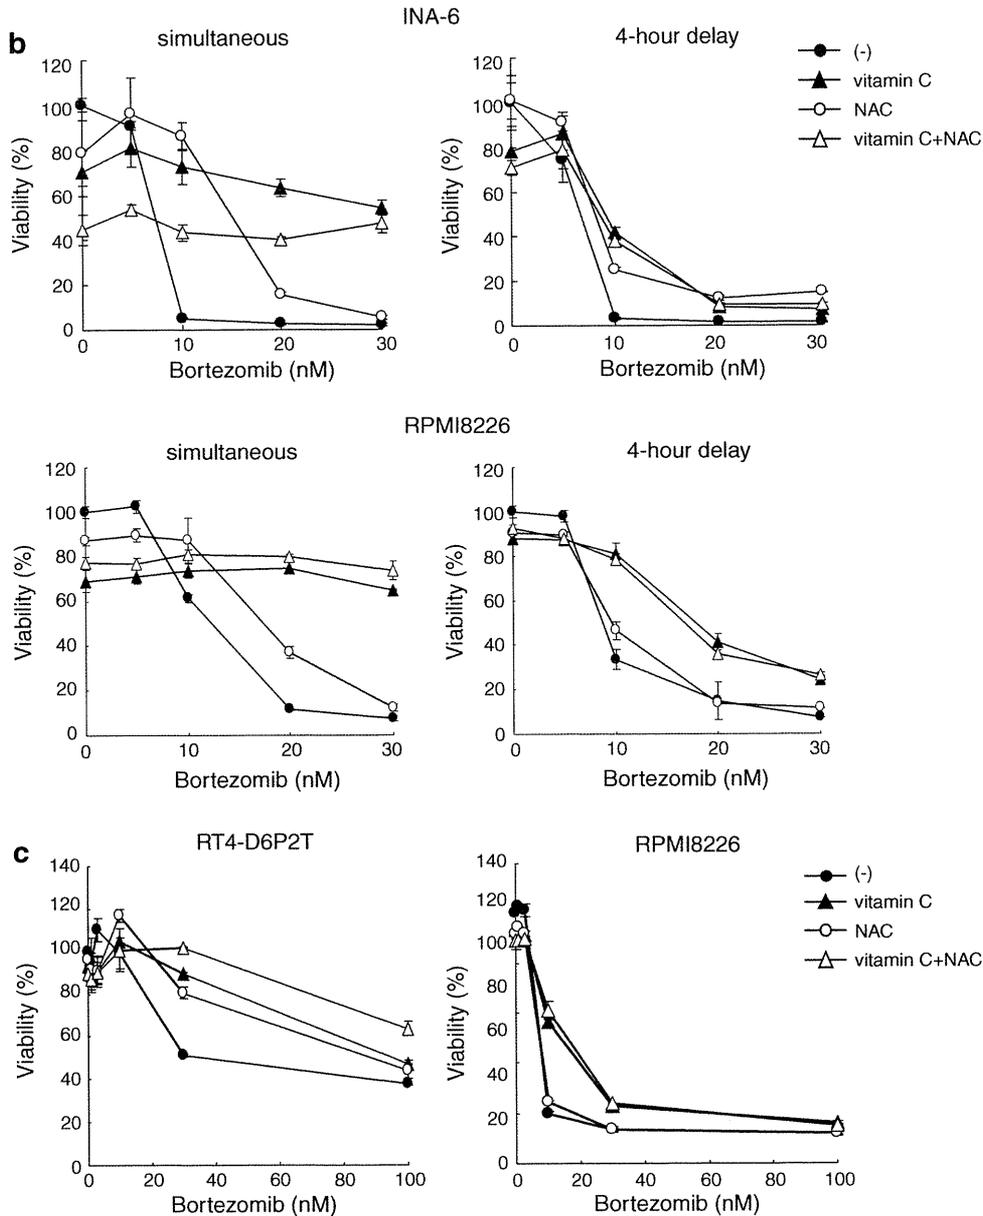 b
INA-6
simultaneous
120
100
80
60
40
20
0
Viability (%)
0 10 20 30
Bortezomib (nM)
4-hour delay
120
100
80
60
40
20
0
Viability (%)
0 10 20 30
Bortezomib (nM)
(-)
vitamin C
NAC
vitamin C+NAC
RPMI8226
simultaneous
120
100
80
60
40
20
0
Viability (%)
0 10 20 30
Bortezomib (nM)
4-hour delay
120
100
80
60
40
20
0
Viability (%)
0 10 20 30
Bortezomib (nM)
c
RT4-D6P2T
140
120
100
80
60
40
20
0
Viability (%)
0 20 40 60 80 100
Bortezomib (nM)
RPMI8226
140
120
100
80
60
40
20
0
Viability (%)
0 20 40 60 80 100
Bortezomib (nM)
(-)
vitamin C
NAC
vitamin C+NAC